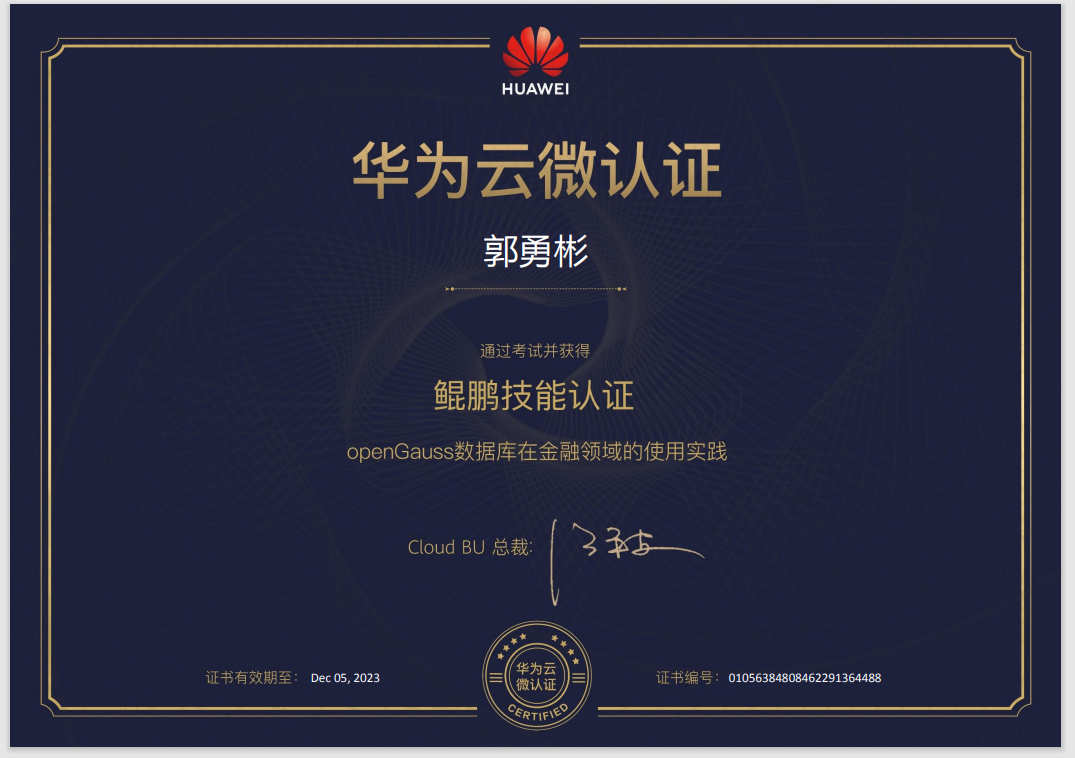 HUAWEI
华为云微认证
郭勇彬
通过考试并获得
鲲鹏技能认证
openGauss数据库在金融领域的使用实践
Cloud BU 总裁:
证书有效期至： Dec 05, 2023
华为云
微认证
CERTIFIED
证书编号： 01056384808462291364488